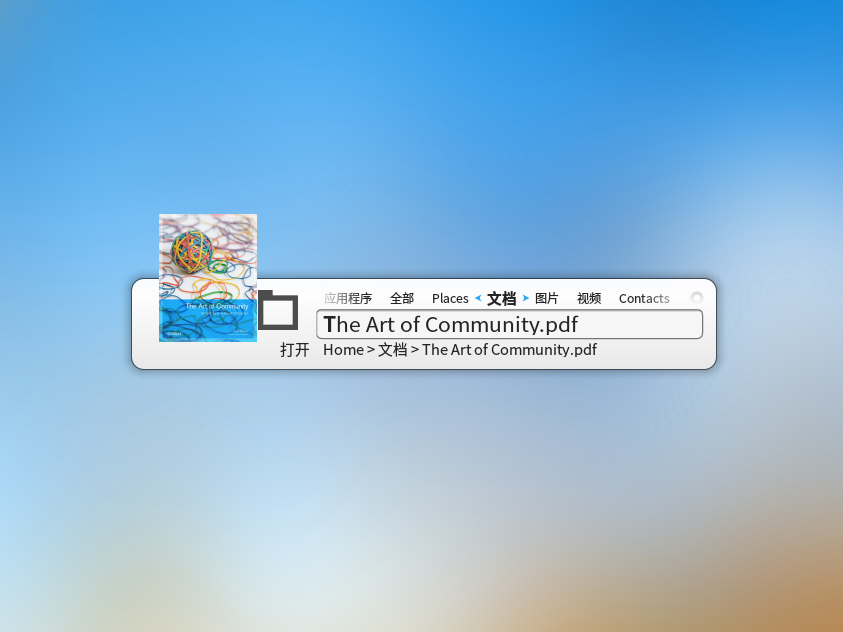 The Art of Community
应用程序 全部 Places 文档 图片 视频 Contacts
The Art of Community.pdf
打开 Home > 文档 > The Art of Community.pdf